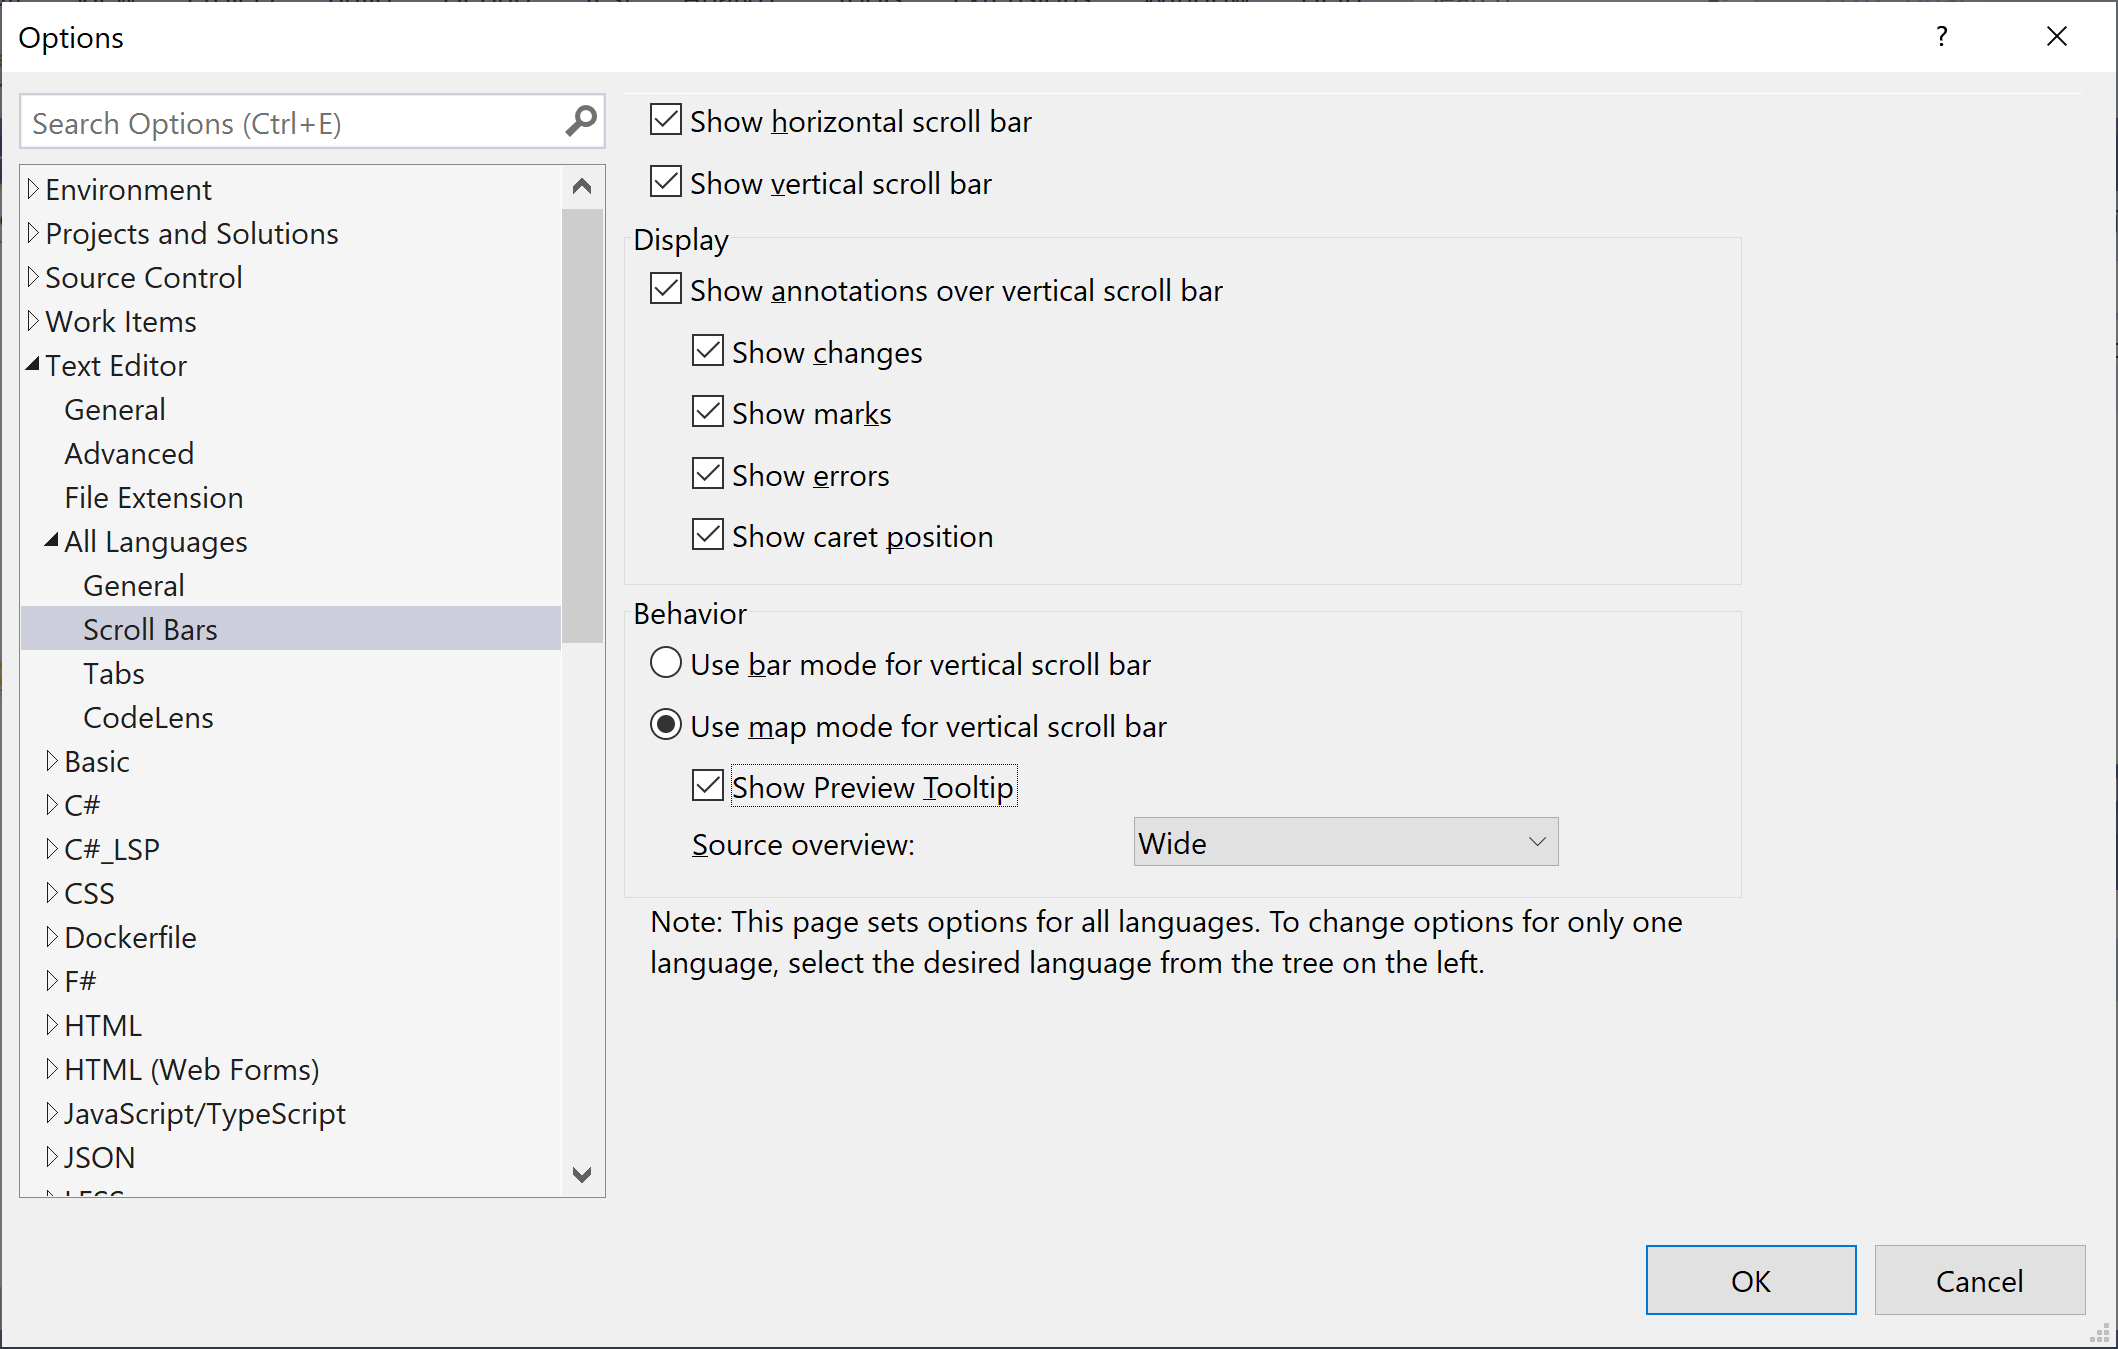 Options
?
Search Options (Ctrl+E)
Environment
Projects and Solutions
Source Control
Work Items
Text Editor
General
Advanced
File Extension
All Languages
General
Scroll Bars
Tabs
CodeLens
Basic
C#
C#_LSP
CSS
Dockerfile
F#
HTML
HTML (Web Forms)
JavaScript/TypeScript
JSON
Show horizontal scroll bar
Show vertical scroll bar
Display
Show annotations over vertical scroll bar
Show changes
Show marks
Show errors
Show caret position
Behavior
Use bar mode for vertical scroll bar
Use map mode for vertical scroll bar
Show Preview Tooltip
Source overview:
Wide
Note: This page sets options for all languages. To change options for only one
language, select the desired language from the tree on the left.
OK
Cancel